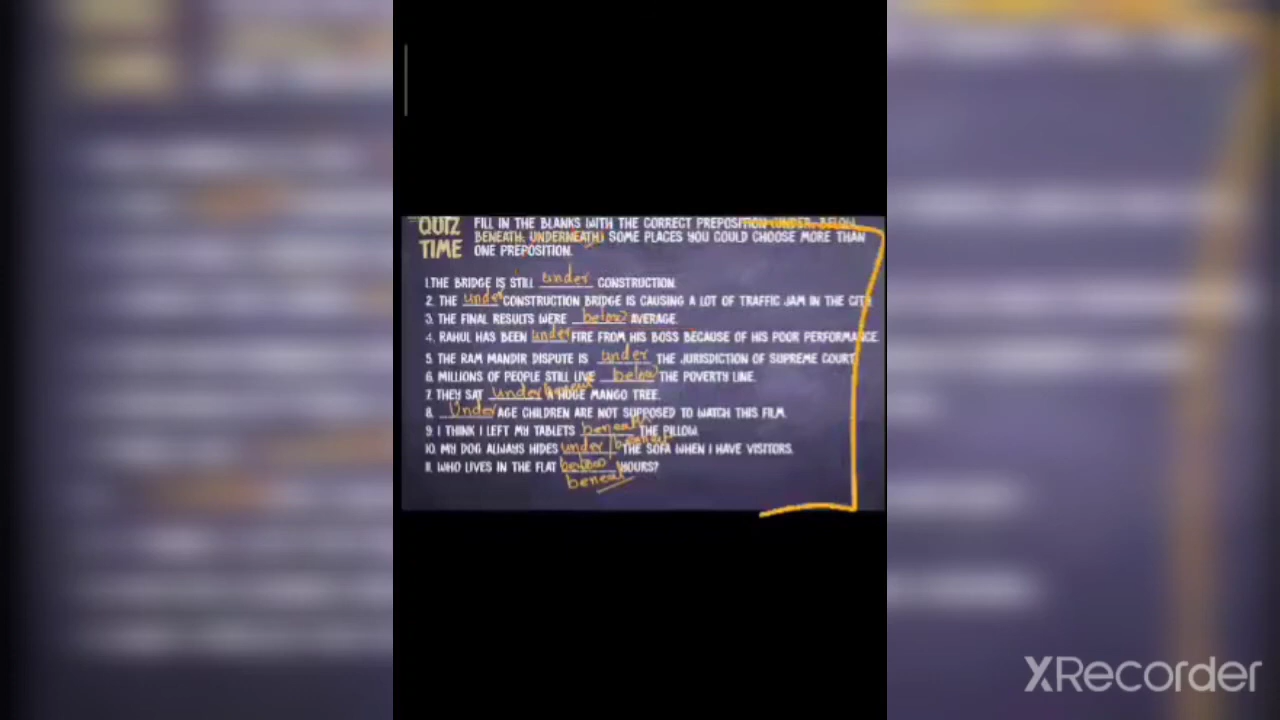 QUIZ TIME
FILL IN THE BLANKS WITH THE CORRECT PREPOSITION (UNDER, BELOW,
BENEATH, UNDERNEATH) SOME PLACES YOU COULD CHOOSE MORE THAN
ONE PREPOSITION.
1.THE BRIDGE IS STILL under CONSTRUCTION.
2. THE under CONSTRUCTION BRIDGE IS CAUSING A LOT OF TRAFFIC JAM IN THE CITY.
3. THE FINAL RESULTS WERE below AVERAGE.
4. RAHUL HAS BEEN under FIRE FROM HIS BOSS BECAUSE OF HIS POOR PERFORMANCE.
5. THE RAM MANDIR DISPUTE IS under THE JURISDICTION OF SUPREME COURT.
6. MILLIONS OF PEOPLE STILL LIVE below THE POVERTY LINE.
7. THEY SAT under A HUGE MANGO TREE.
8. Under AGE CHILDREN ARE NOT SUPPOSED TO WATCH THIS FILM.
9. I THINK I LEFT MY TABLETS beneath THE PILLOW.
10. MY DOG ALWAYS HIDES under / beneath THE SOFA WHEN I HAVE VISITORS.
11. WHO LIVES IN THE FLAT below HOURS?
beneath
XRecorder